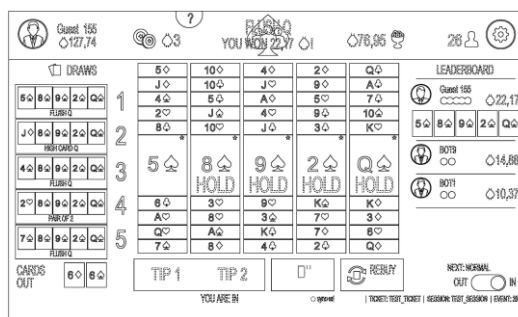 ?
Guest 155
127,74
3
FLUSH Q
YOU WON 22,17
76,95
26
DRAWS
5♤ 8♤ 9♤ 2♤ Q♤
FLUSH Q
1
J♢ 8♤ 9♤ 2♤ Q♤
HIGH CARD Q
2
4♤ 8♤ 9♤ 2♤ Q♤
FLUSH Q
3
2♡ 8♤ 9♤ 2♤ Q♤
PAIR OF 2
4
7♤ 8♤ 9♤ 2♤ Q♤
FLUSH Q
5
CARDS OUT
6♢ 6♤
5♢ 10♢ 4♢ 2♢ Q♧
J♢ 10♧ J♡ 9♢ A♧
4♤ 5♧ A♢ 5♡ 7♧
2♡ J♤ 4♡ 9♧ 10♤
8♧ 10♡ J♧ 3♧ K♡
5♤ 8♤ 9♤ 2♤ Q♤
HOLD HOLD HOLD HOLD
6♧ 3♡ 9♡ K♤ K♢
A♡ 8♡ 3♤ 7♡ 3♢
Q♡ A♤ K♧ 7♢ 6♡
7♤ 8♢ 4♧ 2♧ Q♢
TIP 1
TIP 2
0"
REBUY
YOU ARE IN
synced
LEADERBOARD
Guest 155
22,17
5♤ 8♤ 9♤ 2♤ Q♤
14,68
BOT1
10,37
NEXT: NORMAL
OUT
IN
| TICKET: TEST_TICKET | SESSION: TEST_SESSION | EVENT: